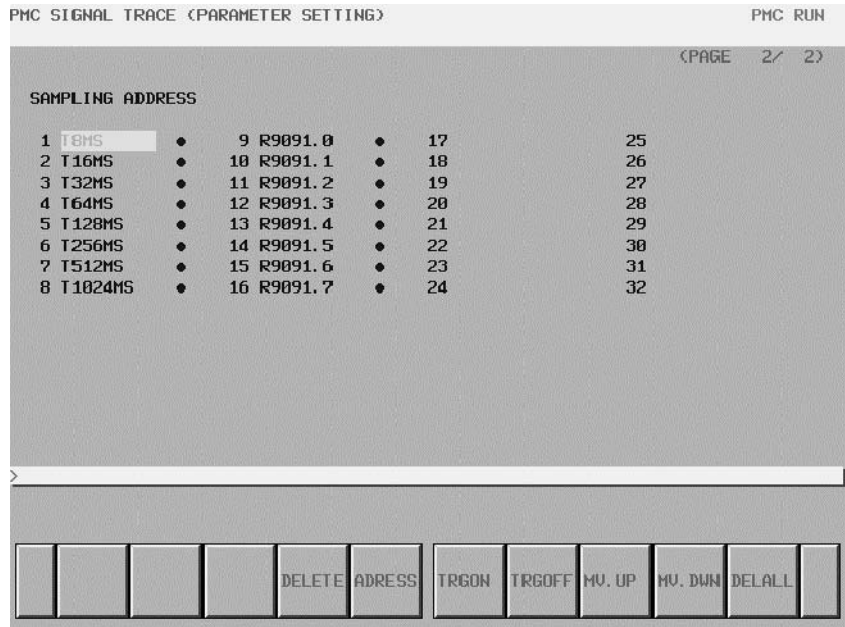 PMC SIGNAL TRACE (PARAMETER SETTING) PMC RUN
(PAGE 2/ 2)
SAMPLING ADDRESS
1 T8MS ● 9 R9091.0 ● 17 25
2 T16MS ● 10 R9091.1 ● 18 26
3 T32MS ● 11 R9091.2 ● 19 27
4 T64MS ● 12 R9091.3 ● 20 28
5 T128MS ● 13 R9091.4 ● 21 29
6 T256MS ● 14 R9091.5 ● 22 30
7 T512MS ● 15 R9091.6 ● 23 31
8 T1024MS ● 16 R9091.7 ● 24 32
>
DELETE ADRESS TRGON TRGOFF MV.UP MV.DWN DELALL